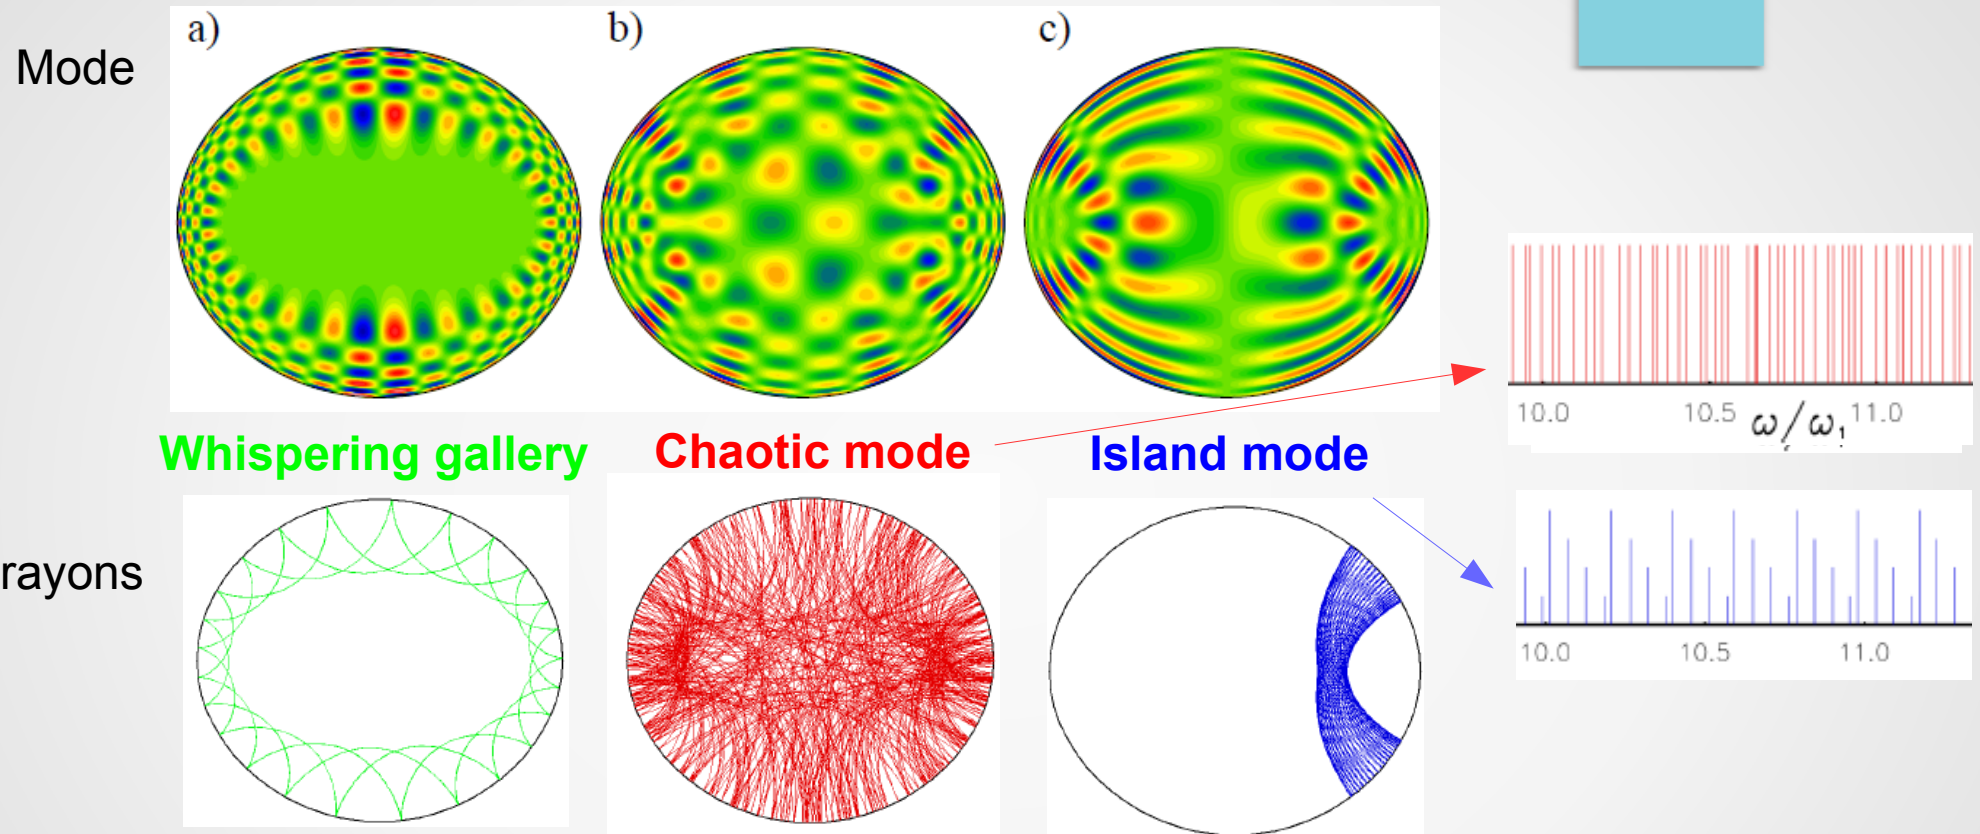 a) b) c)
Mode
Whispering gallery Chaotic mode Island mode
10.0 10.5 ω/ω₁ 11.0
rayons
10.0 10.5 11.0